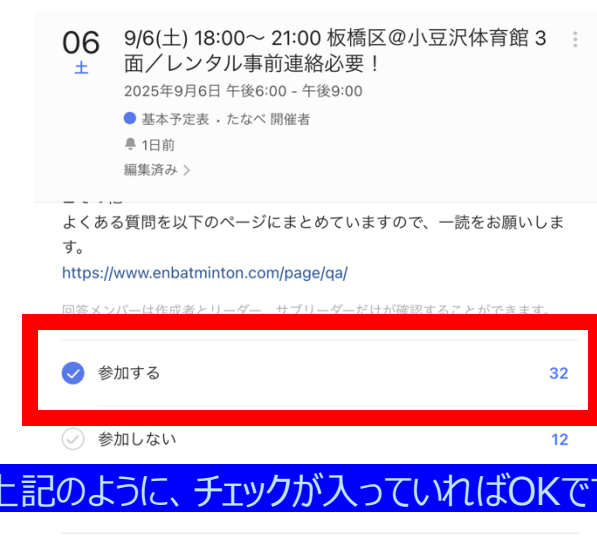 06
土
9/6(土) 18:00〜 21:00 板橋区@小豆沢体育館 3
面／レンタル事前連絡必要！
2025年9月6日 午後6:00 - 午後9:00
基本予定表・たなべ 開催者
1日前
編集済み >
よくある質問を以下のページにまとめていますので、一読をお願いしま
す。
https://www.enbatminton.com/page/qa/
回答メンバーは作成者とリーダー、サブリーダーだけが確認することができます。
参加する 32
参加しない 12
上記のように、チェックが入っていればOKで